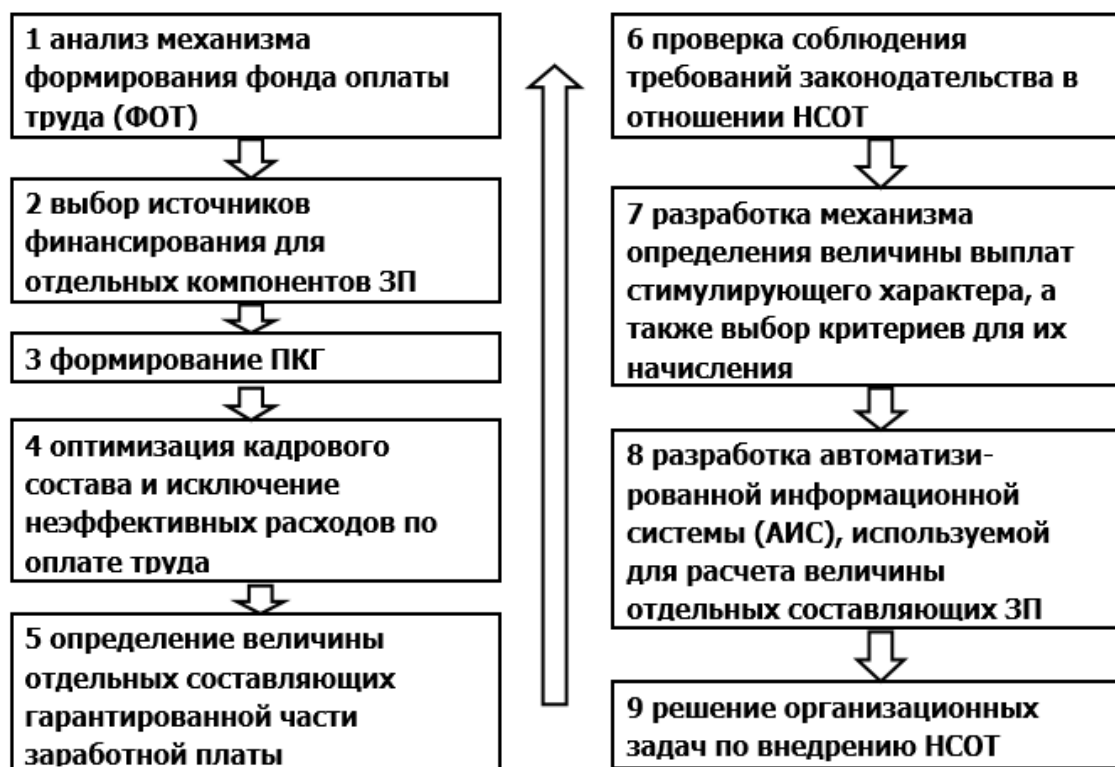 1 анализ механизма
формирования фонда оплаты
труда (ФОТ)
2 выбор источников
финансирования для
отдельных компонентов ЗП
3 формирование ПКГ
4 оптимизация кадрового
состава и исключение
неэффективных расходов по
оплате труда
5 определение величины
отдельных составляющих
гарантированной части
заработной платы
6 проверка соблюдения
требований законодательства в
отношении НСОТ
7 разработка механизма
определения величины выплат
стимулирующего характера, а
также выбор критериев для их
начисления
8 разработка автоматизи-
рованной информационной
системы (АИС), используемой
для расчета величины
отдельных составляющих ЗП
9 решение организационных
задач по внедрению НСОТ